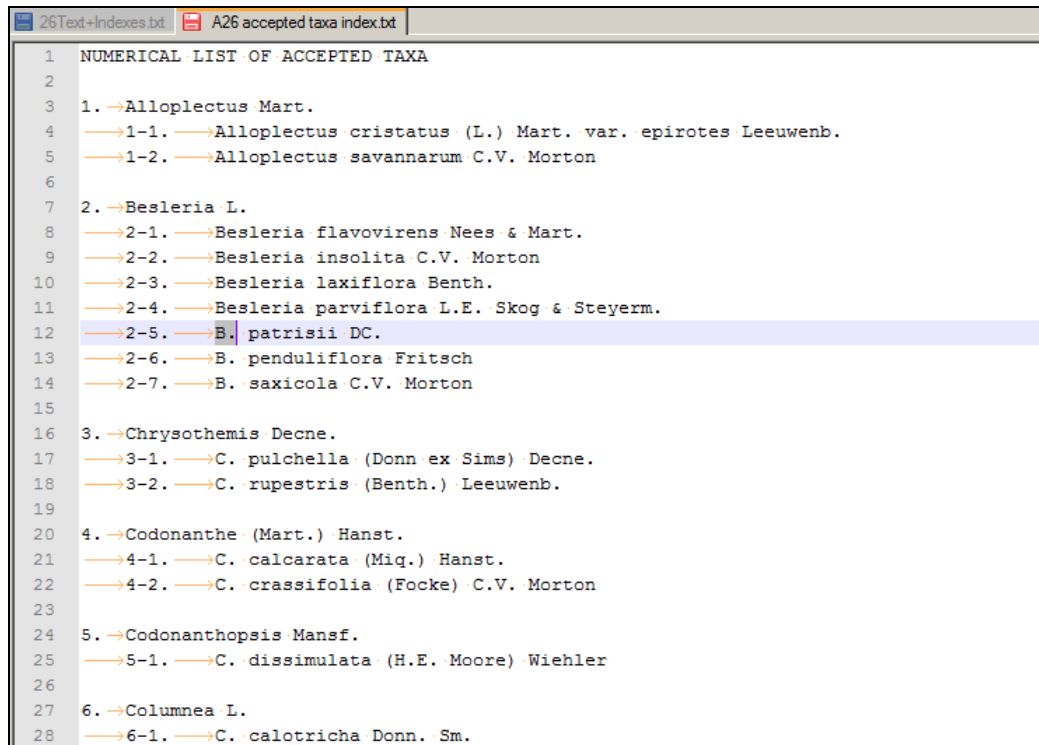 26Text+Indexes.txt A26 accepted taxa index.txt
1 NUMERICAL LIST OF ACCEPTED TAXA
2
3 1. →Alloplectus Mart.
4 →1-1. →Alloplectus cristatus (L.) Mart. var. epirotes Leeuwenb.
5 →1-2. →Alloplectus savannarum C.V. Morton
6
7 2. →Besleria L.
8 →2-1. →Besleria flavovirens Nees & Mart.
9 →2-2. →Besleria insolita C.V. Morton
10 →2-3. →Besleria laxiflora Benth.
11 →2-4. →Besleria parviflora L.E. Skog & Steyerm.
12 →2-5. →B. patrisii DC.
13 →2-6. →B. penduliflora Fritsch
14 →2-7. →B. saxicola C.V. Morton
15
16 3. →Chrysothemis Decne.
17 →3-1. →C. pulchella (Donn ex Sims) Decne.
18 →3-2. →C. rupestris (Benth.) Leeuwenb.
19
20 4. →Codonanthe (Mart.) Hanst.
21 →4-1. →C. calcarata (Miq.) Hanst.
22 →4-2. →C. crassifolia (Focke) C.V. Morton
23
24 5. →Codonanthopsis Mansf.
25 →5-1. →C. dissimulata (H.E. Moore) Wiehler
26
27 6. →Columnea L.
28 →6-1. →C. calotricha Donn. Sm.